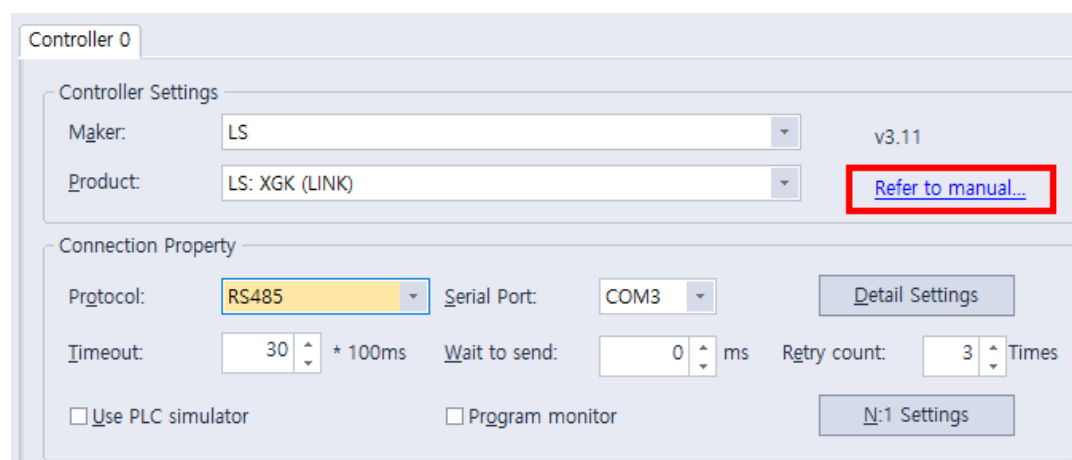 Controller 0
Controller Settings
Maker: LS v3.11
Product: LS: XGK (LINK) Refer to manual...
Connection Property
Protocol: RS485 Serial Port: COM3 Detail Settings
Timeout: 30 * 100ms Wait to send: 0 ms Retry count: 3 Times
Use PLC simulator Program monitor N:1 Settings